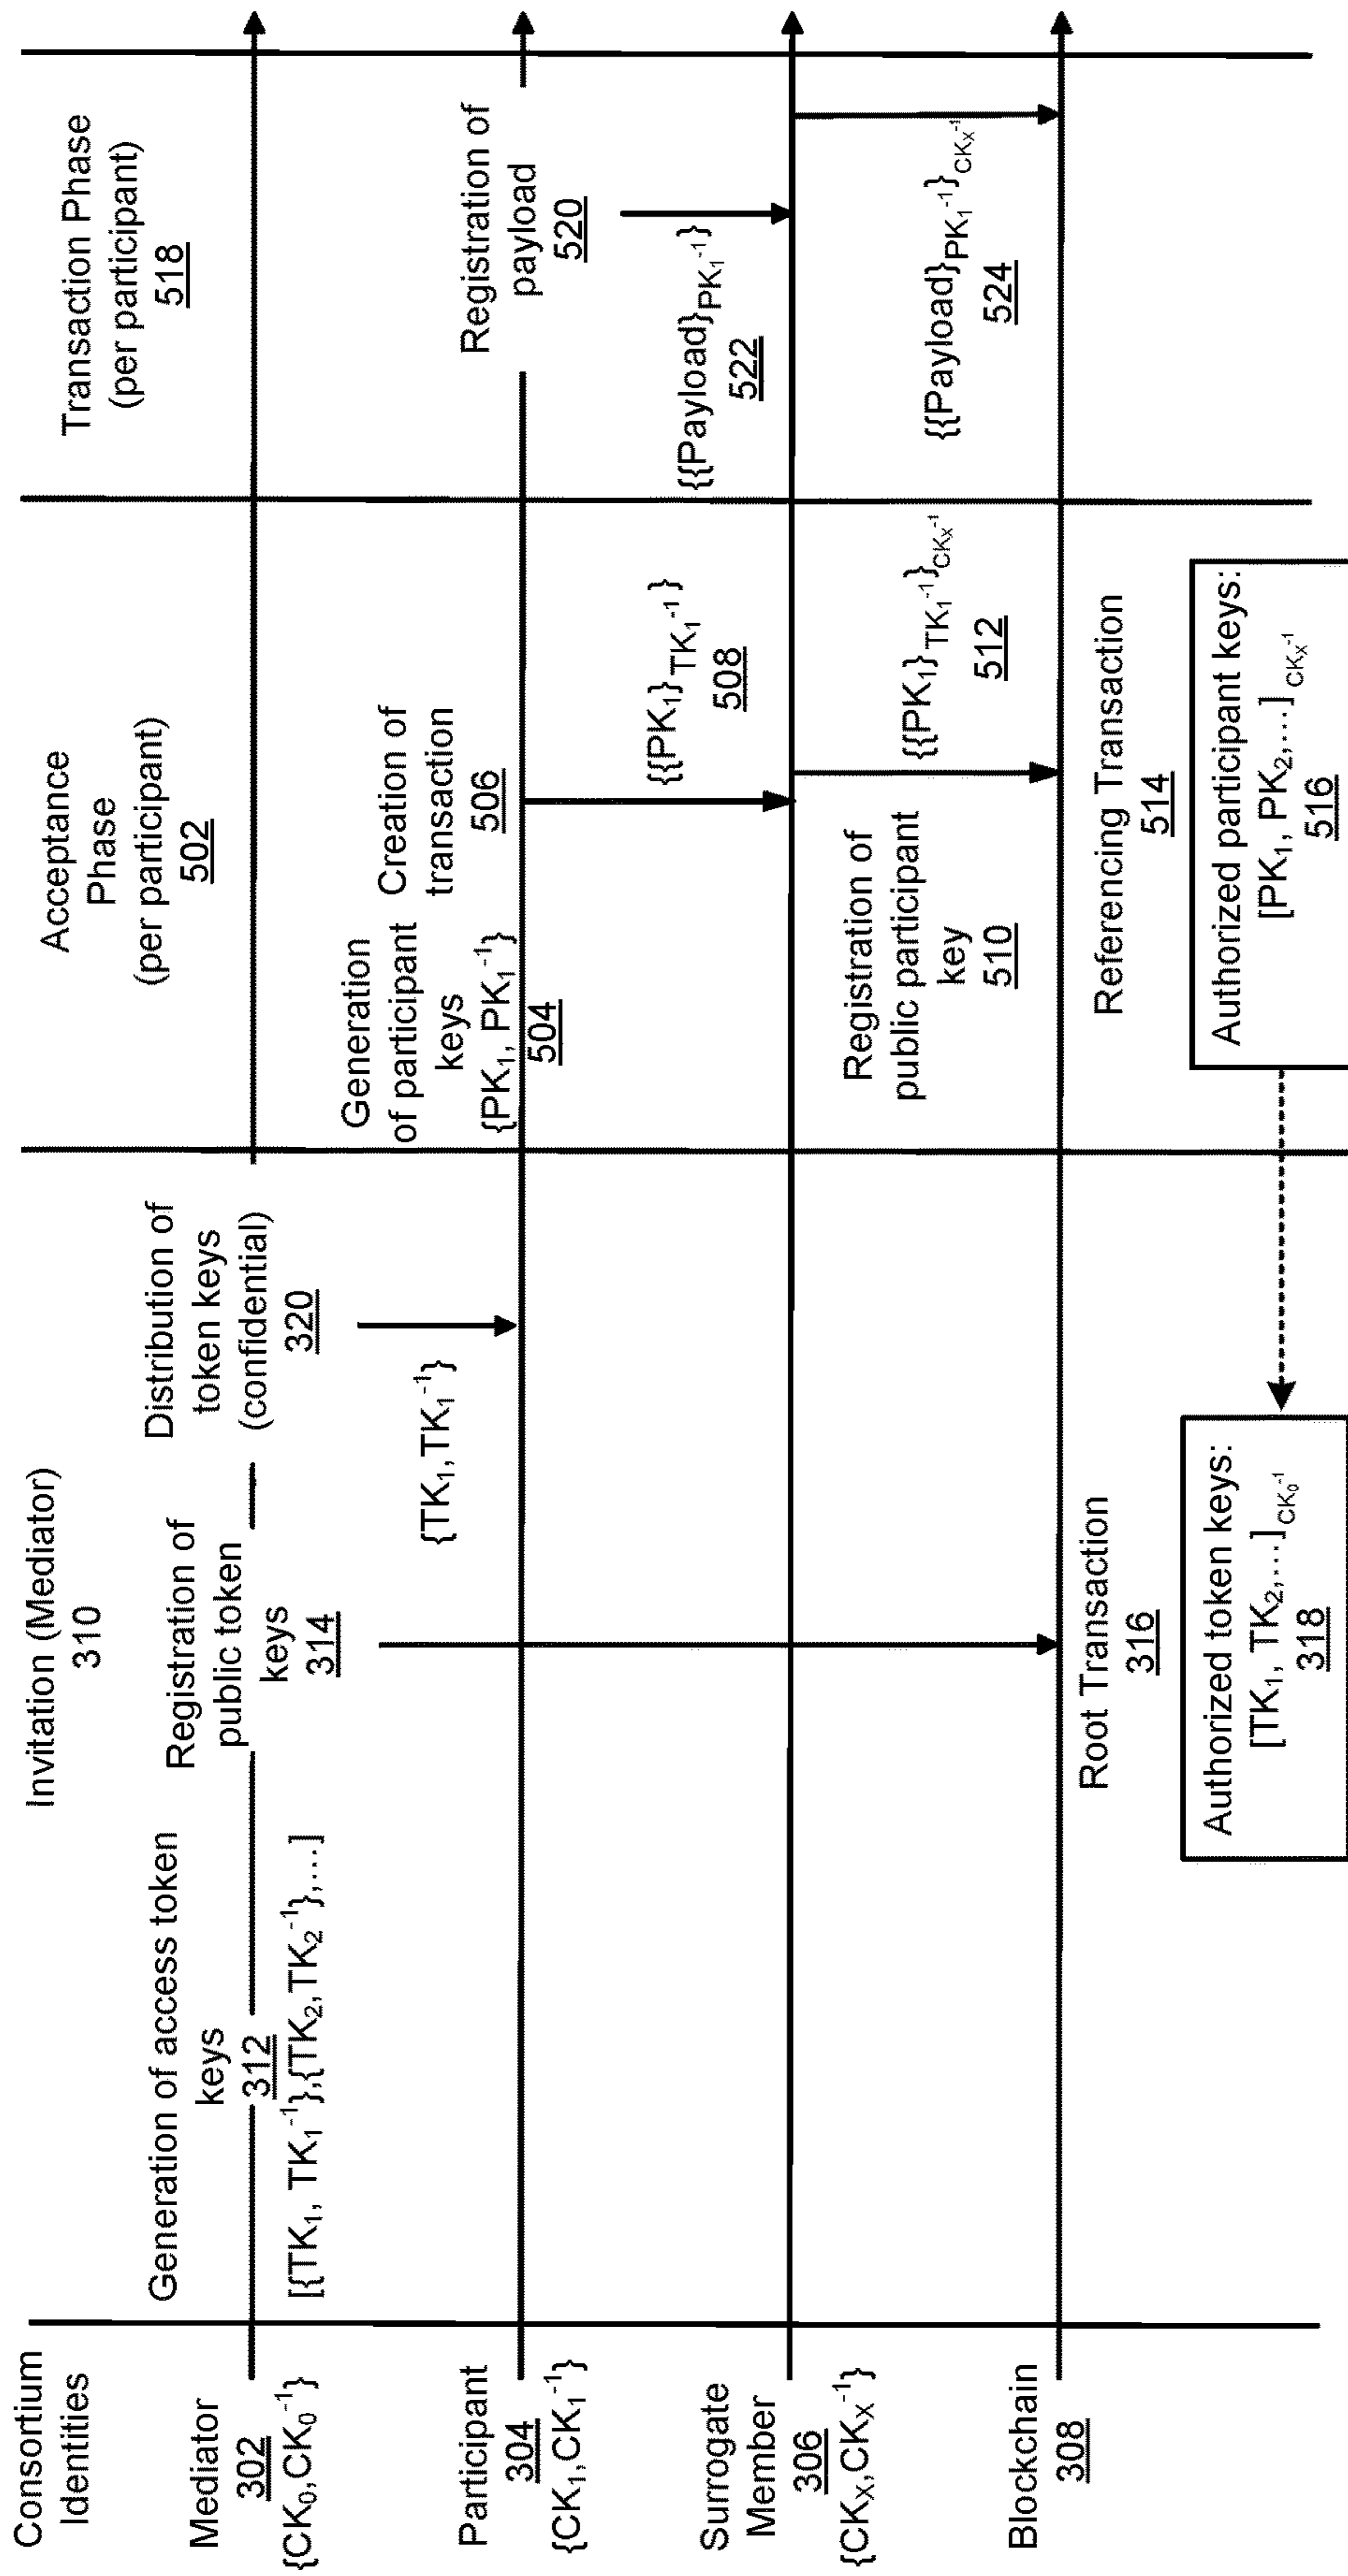 Consortium
Identities
Mediator
302
{CK₀,CK₀⁻¹}
Participant
304
{CK₁,CK₁⁻¹}
Surrogate
Member
306
{CKₓ,CKₓ⁻¹}
Blockchain
308
Invitation (Mediator)
310
Generation of access token
keys
312
[{TK₁, TK₁⁻¹},{TK₂,TK₂⁻¹},...]
Registration of
public token
keys
314
Distribution of
token keys
(confidential)
320
{TK₁,TK₁⁻¹}
Root Transaction
316
Authorized token keys:
[TK₁, TK₂,...]CK₀⁻¹
318
Acceptance
Phase
(per participant)
502
Generation
of participant
keys
{PK₁, PK₁⁻¹}
504
Creation of
transaction
506
{{PK₁}TK₁⁻¹}
508
Registration of
public participant
key
510
{{PK₁}TK₁⁻¹}CKₓ⁻¹
512
Referencing Transaction
514
Authorized participant keys:
[PK₁, PK₂,...]CKₓ⁻¹
516
Transaction Phase
(per participant)
518
Registration of
payload
520
{{Payload}PK₁⁻¹}
522
{{Payload}PK₁⁻¹}CKₓ⁻¹
524